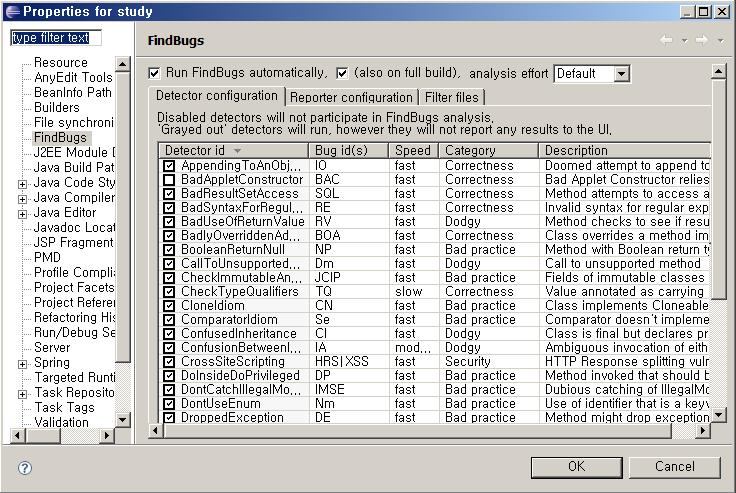 Properties for study
type filter text
Resource
AnyEdit Tools
BeanInfo Path
Builders
File synchroni
FindBugs
J2EE Module D
Java Build Pat
Java Code Sty
Java Compiler
Java Editor
Javadoc Locat
JSP Fragment
PMD
Profile Complia
Project Facets
Project Referer
Refactoring His
Run/Debug Se
Server
Spring
Targeted Runti
Task Reposito
Task Tags
Validation
FindBugs
Run FindBugs automatically, (also on full build), analysis effort Default
Detector configuration Reporter configuration Filter files
Disabled detectors will not participate in FindBugs analysis,
'Grayed out' detectors will run, however they will not report any results to the UI,
Detector id Bug id(s) Speed Category Description
AppendingToAnObj,,, IO fast Correctness Doomed attempt to append to
BadAppletConstructor BAC fast Correctness Bad Applet Constructor relies
BadResultSetAccess SQL fast Correctness Method attempts to access a
BadSyntaxForRegul,,, RE fast Correctness Invalid syntax for regular exp
BadUseOfReturnValue RV fast Dodgy Method checks to see if resu
BadlyOverriddenAd,,, BOA fast Correctness Class overrides a method im
BooleanReturnNull NP fast Bad practice Method with Boolean return t
CallToUnsupported,,, Dm fast Dodgy Call to unsupported method
CheckImmutableAn,,, JCIP fast Bad practice Fields of immutable classes
CheckTypeQualifiers TQ slow Correctness Value annotated as carrying
CloneIdiom CN fast Bad practice Class implements Cloneable
ComparatorIdiom Se fast Bad practice Comparator doesn't impleme
ConfusedInheritance CI fast Dodgy Class is final but declares pr
ConfusionBetweenI,,, IA mod,,, Dodgy Ambiguous invocation of eith
CrossSiteScripting HRS|XSS fast Security HTTP Response splitting vuln
DoInsideDoPrivileged DP fast Bad practice Method invoked that should b
DontCatchIllegalMo,,, IMSE fast Bad practice Dubious catching of IllegalMo
DontUseEnum Nm fast Bad practice Use of identifier that is a keyv
DroppedException DE fast Bad practice Method might drop exception
?
OK Cancel